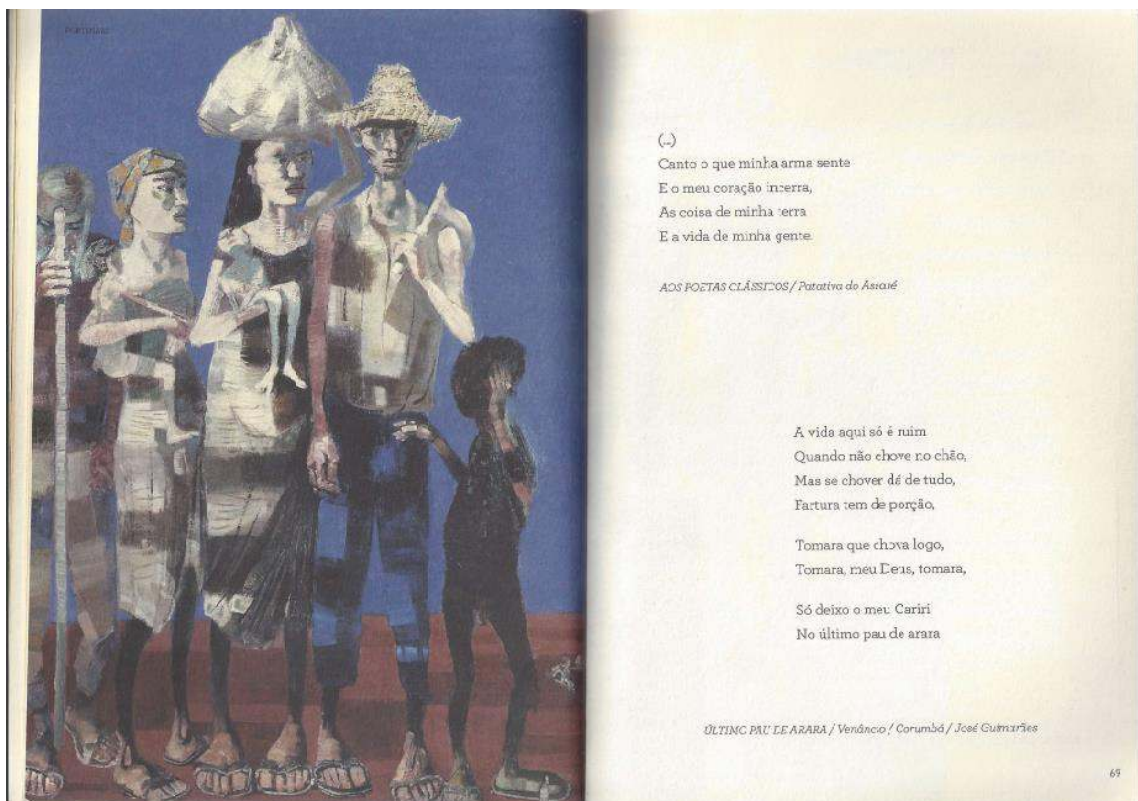 PORTINARI
(...)
Canto o que minha arma sente
E o meu coração incerra,
As coisa de minha terra
E a vida de minha gente.
AOS POETAS CLÁSSICOS / Patativa do Assaré
A vida aqui só é ruim
Quando não chove no chão,
Mas se chover dá de tudo,
Fartura tem de porção,
Tomara que chova logo,
Tomara, meu Deus, tomara,
Só deixo o meu Cariri
No último pau de arara
ÚLTIMO PAU DE ARARA / Venâncio / Corumbá / José Guimarães
69